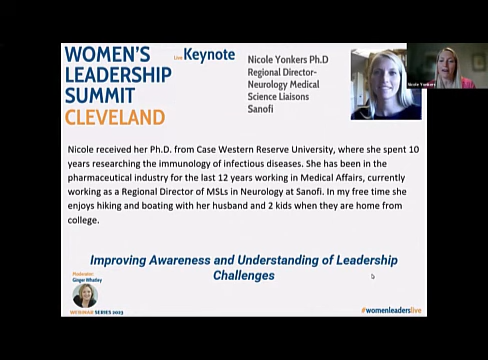 WOMEN'S
LEADERSHIP
SUMMIT
CLEVELAND
Live Keynote
Nicole Yonkers Ph.D
Regional Director-
Neurology Medical
Science Liaisons
Sanofi
Nicole Yonkers
Nicole received her Ph.D. from Case Western Reserve University, where she spent 10
years researching the immunology of infectious diseases. She has been in the
pharmaceutical industry for the last 12 years working in Medical Affairs, currently
working as a Regional Director of MSLs in Neurology at Sanofi. In my free time she
enjoys hiking and boating with her husband and 2 kids when they are home from
college.
Improving Awareness and Understanding of Leadership
Challenges
Moderator:
Ginger Whatley
WEBINAR SERIES 2023
#womenleaderslive